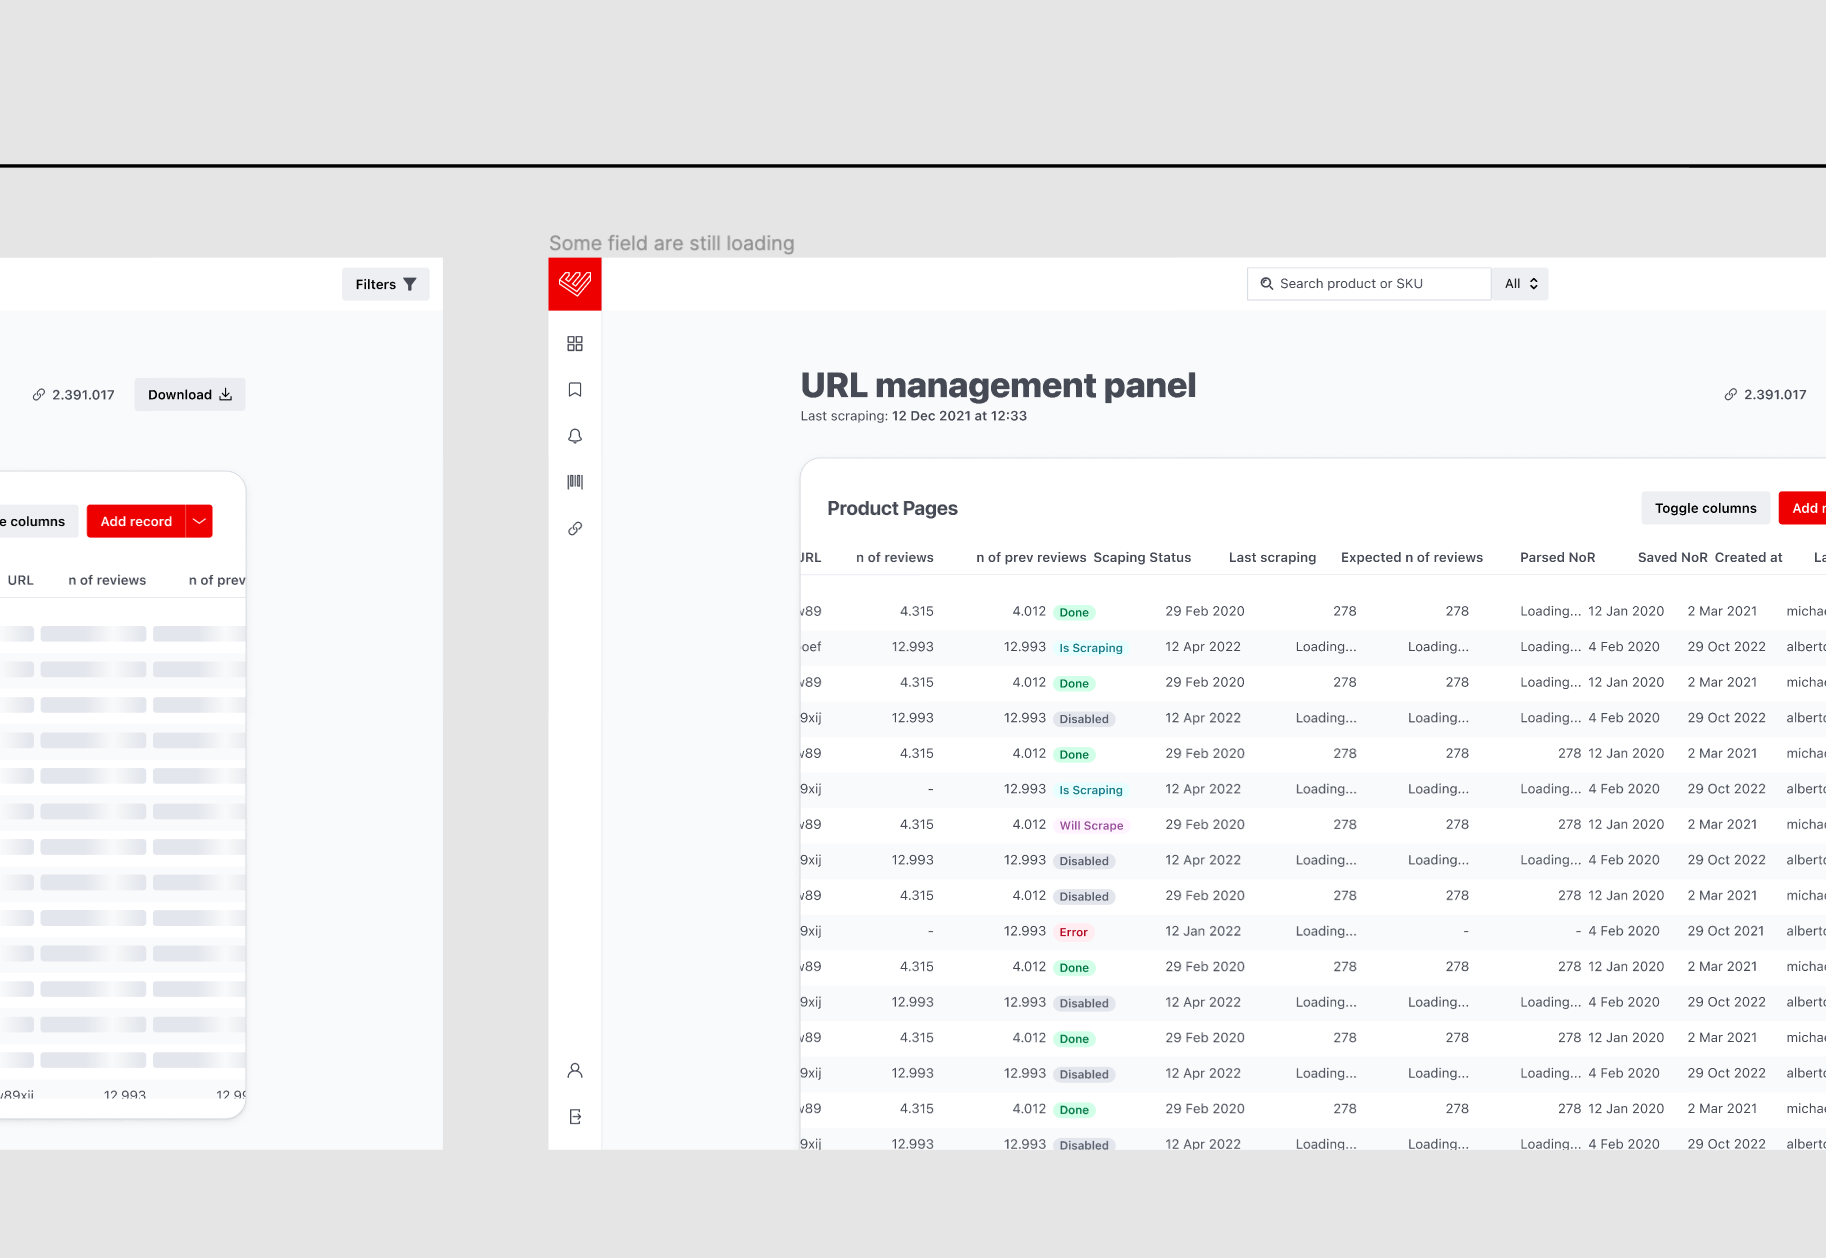 Some field are still loading
Filters
Search product or SKU
All
2.391.017
Download
URL management panel
Last scraping: 12 Dec 2021 at 12:33
2.391.017
e columns
Add record
URL
n of reviews
n of prev
w89xij
12.993
12.99
Product Pages
Toggle columns
Add r
URL n of reviews n of prev reviews Scaping Status Last scraping Expected n of reviews Parsed NoR Saved NoR Created at La
w89 4.315 4.012 Done 29 Feb 2020 278 278 Loading... 12 Jan 2020 2 Mar 2021 michae
oef 12.993 12.993 Is Scraping 12 Apr 2022 Loading... Loading... Loading... 4 Feb 2020 29 Oct 2022 alberto
w89 4.315 4.012 Done 29 Feb 2020 278 278 Loading... 12 Jan 2020 2 Mar 2021 michae
9xij 12.993 12.993 Disabled 12 Apr 2022 Loading... Loading... Loading... 4 Feb 2020 29 Oct 2022 alberto
w89 4.315 4.012 Done 29 Feb 2020 278 278 278 12 Jan 2020 2 Mar 2021 michae
9xij - 12.993 Is Scraping 12 Apr 2022 Loading... Loading... Loading... 4 Feb 2020 29 Oct 2022 alberto
w89 4.315 4.012 Will Scrape 29 Feb 2020 278 278 278 12 Jan 2020 2 Mar 2021 michae
9xij 12.993 12.993 Disabled 12 Apr 2022 Loading... Loading... Loading... 4 Feb 2020 29 Oct 2022 alberto
w89 4.315 4.012 Disabled 29 Feb 2020 278 278 278 12 Jan 2020 2 Mar 2021 michae
9xij - 12.993 Error 12 Jan 2022 Loading... - - 4 Feb 2020 29 Oct 2021 alberto
w89 4.315 4.012 Done 29 Feb 2020 278 278 278 12 Jan 2020 2 Mar 2021 michae
9xij 12.993 12.993 Disabled 12 Apr 2022 Loading... Loading... Loading... 4 Feb 2020 29 Oct 2022 alberto
w89 4.315 4.012 Done 29 Feb 2020 278 278 278 12 Jan 2020 2 Mar 2021 michae
9xij 12.993 12.993 Disabled 12 Apr 2022 Loading... Loading... Loading... 4 Feb 2020 29 Oct 2022 alberto
w89 4.315 4.012 Done 29 Feb 2020 278 278 278 12 Jan 2020 2 Mar 2021 michae
9xij 12.993 12.993 Disabled 12 Apr 2022 Loading... Loading... Loading... 4 Feb 2020 29 Oct 2022 alberto